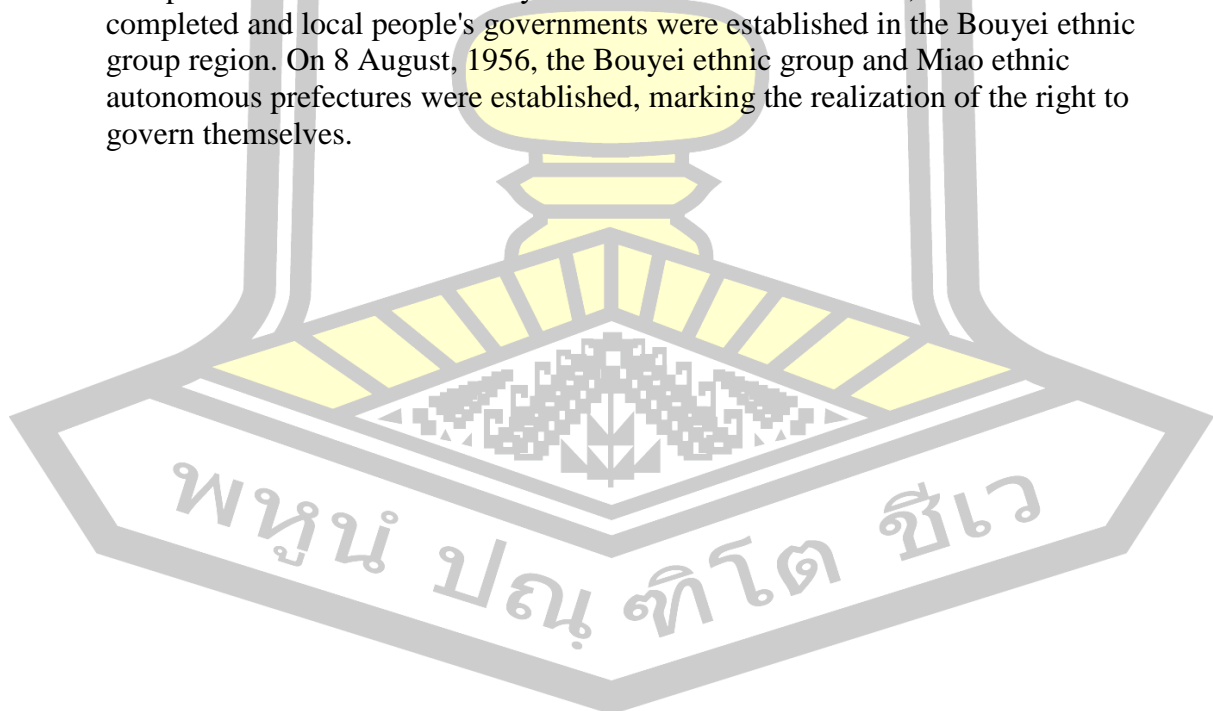 completed and local people's governments were established in the Bouyei ethnic
group region. On 8 August, 1956, the Bouyei ethnic group and Miao ethnic
autonomous prefectures were established, marking the realization of the right to
govern themselves.
พหูนํ ปณฺฑิโต ชีเว